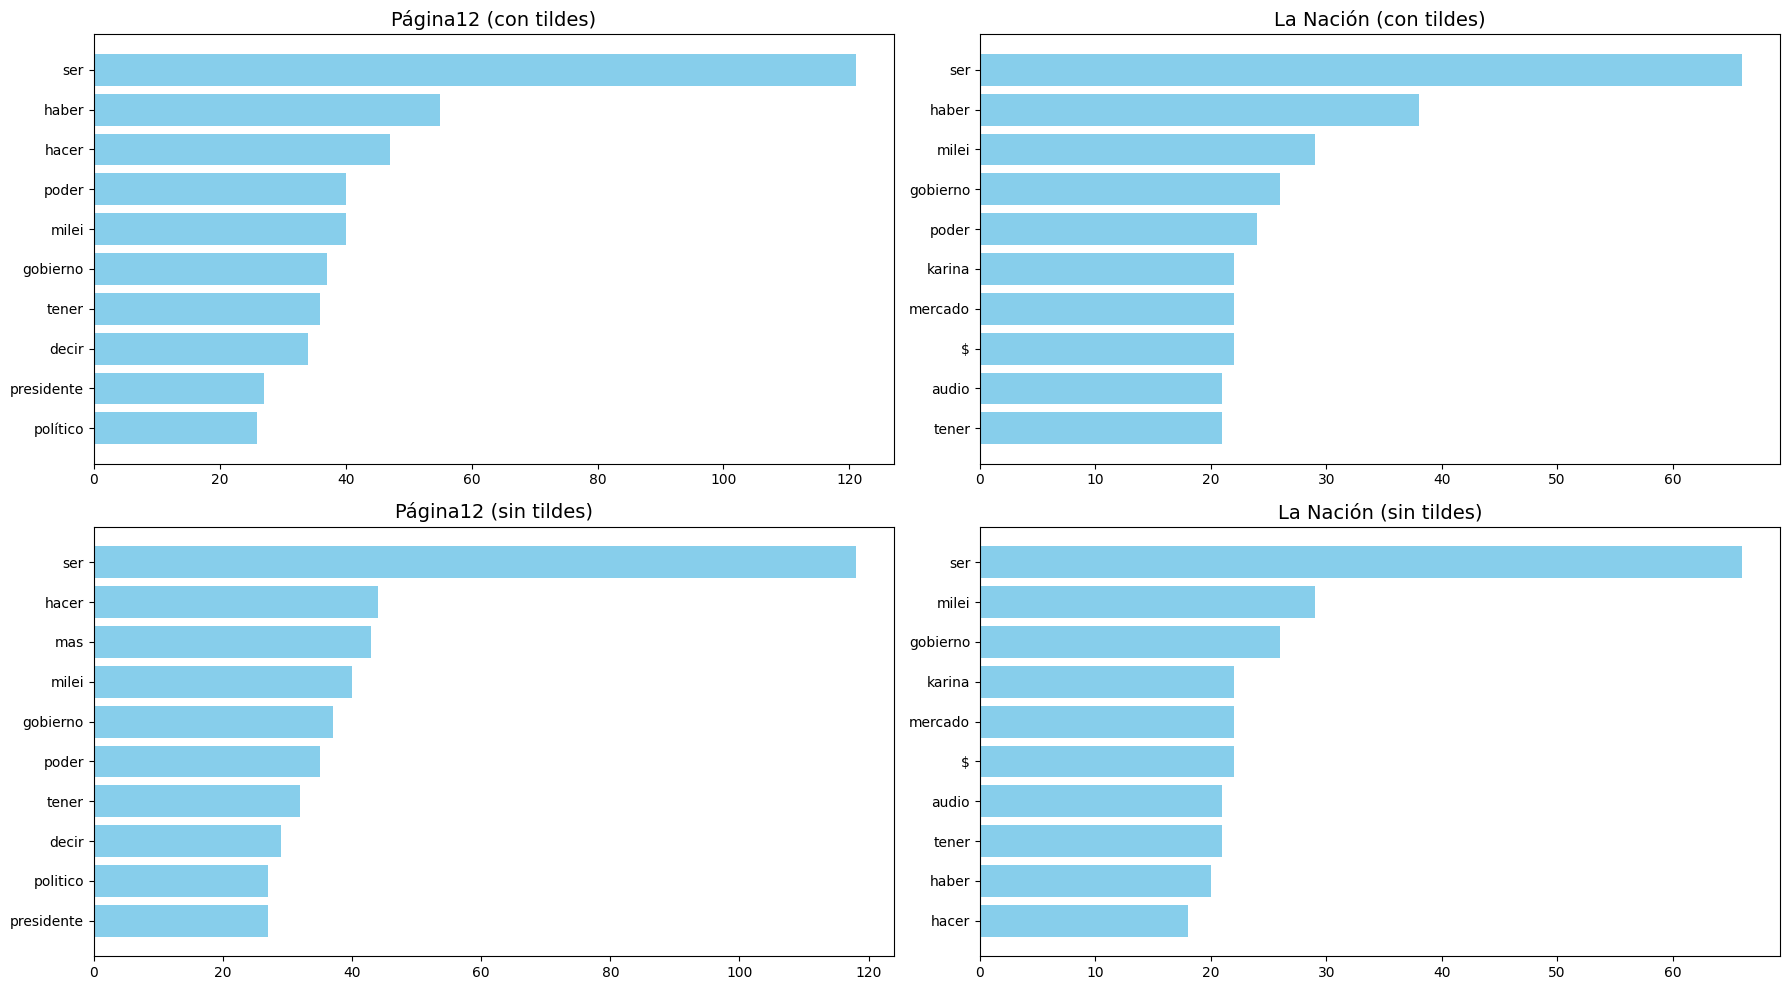 Página12 (con tildes)
ser
haber
hacer
poder
milei
gobierno
tener
decir
presidente
político
0 20 40 60 80 100 120
La Nación (con tildes)
ser
haber
milei
gobierno
poder
karina
mercado
$
audio
tener
0 10 20 30 40 50 60
Página12 (sin tildes)
ser
hacer
mas
milei
gobierno
poder
tener
decir
politico
presidente
0 20 40 60 80 100 120
La Nación (sin tildes)
ser
milei
gobierno
karina
mercado
$
audio
tener
haber
hacer
0 10 20 30 40 50 60